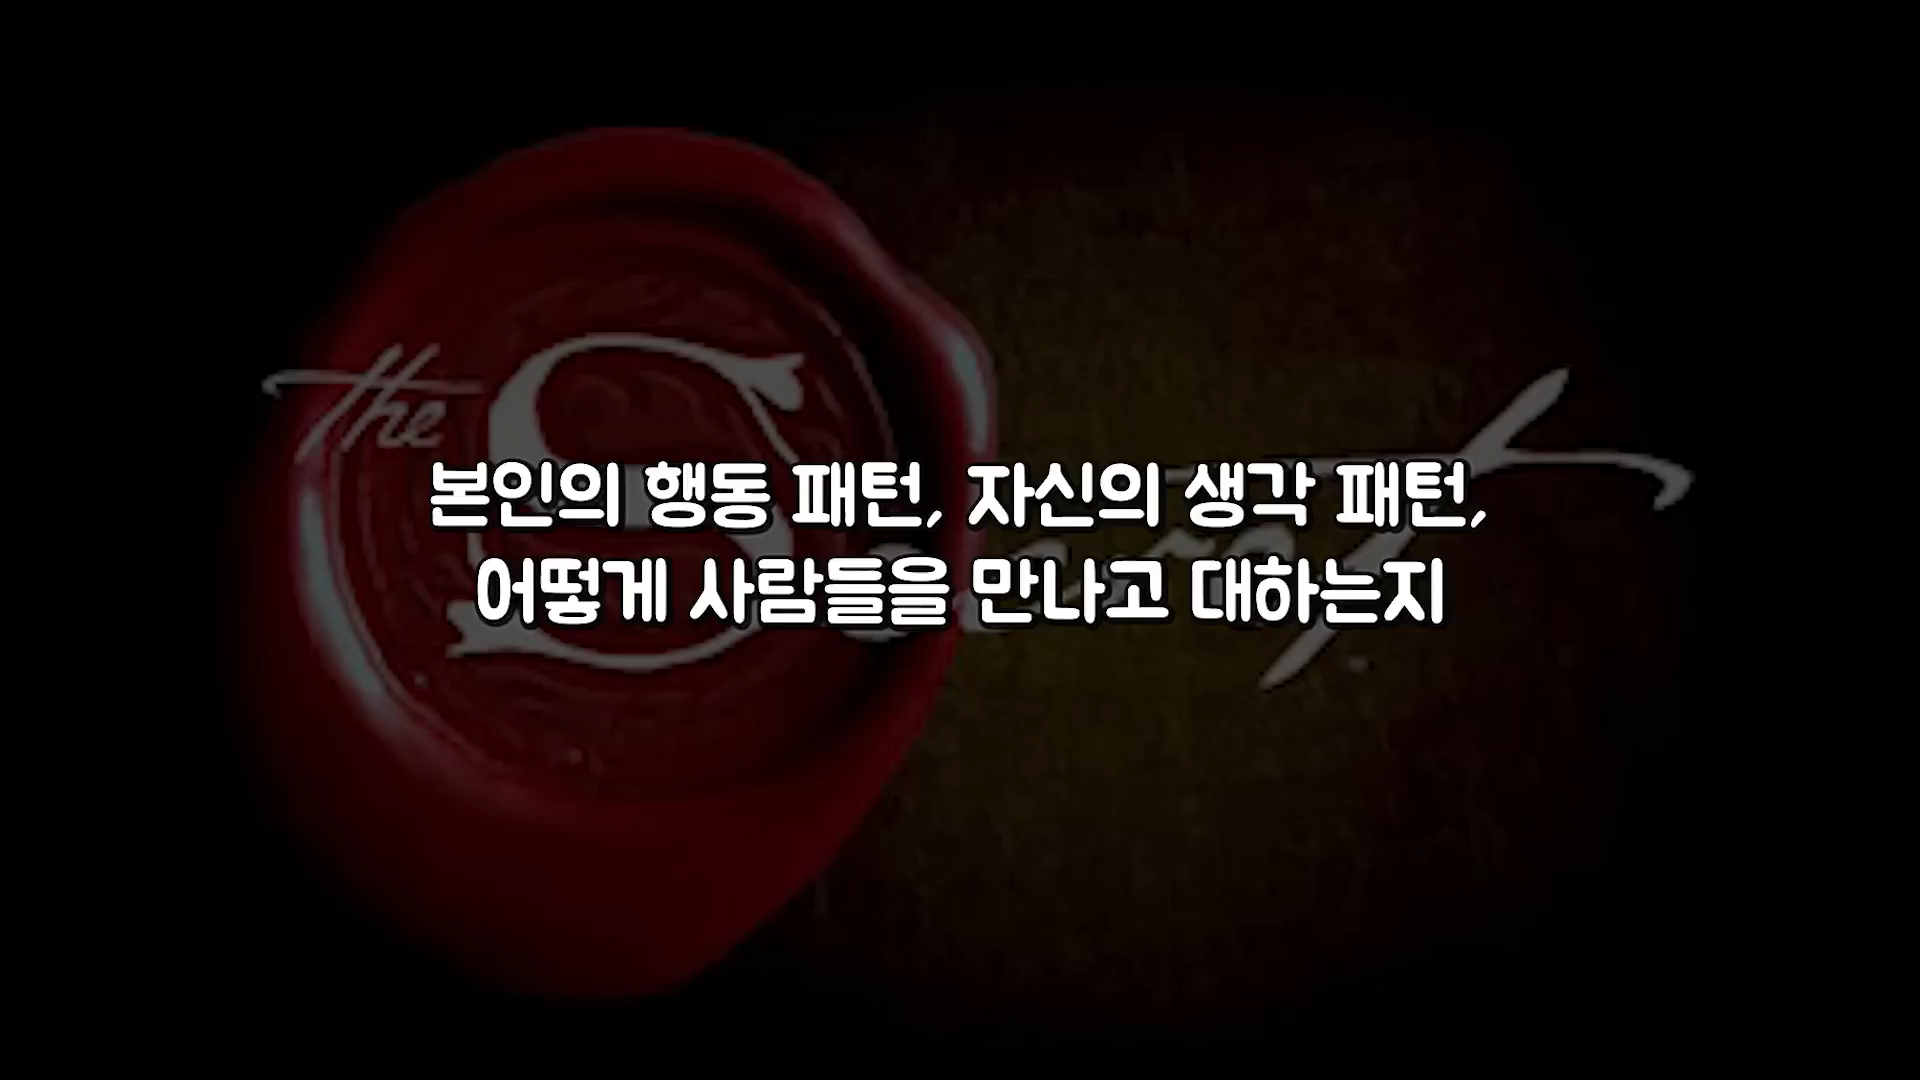 the Secret
본인의 행동 패턴, 자신의 생각 패턴,
어떻게 사람들을 만나고 대하는지